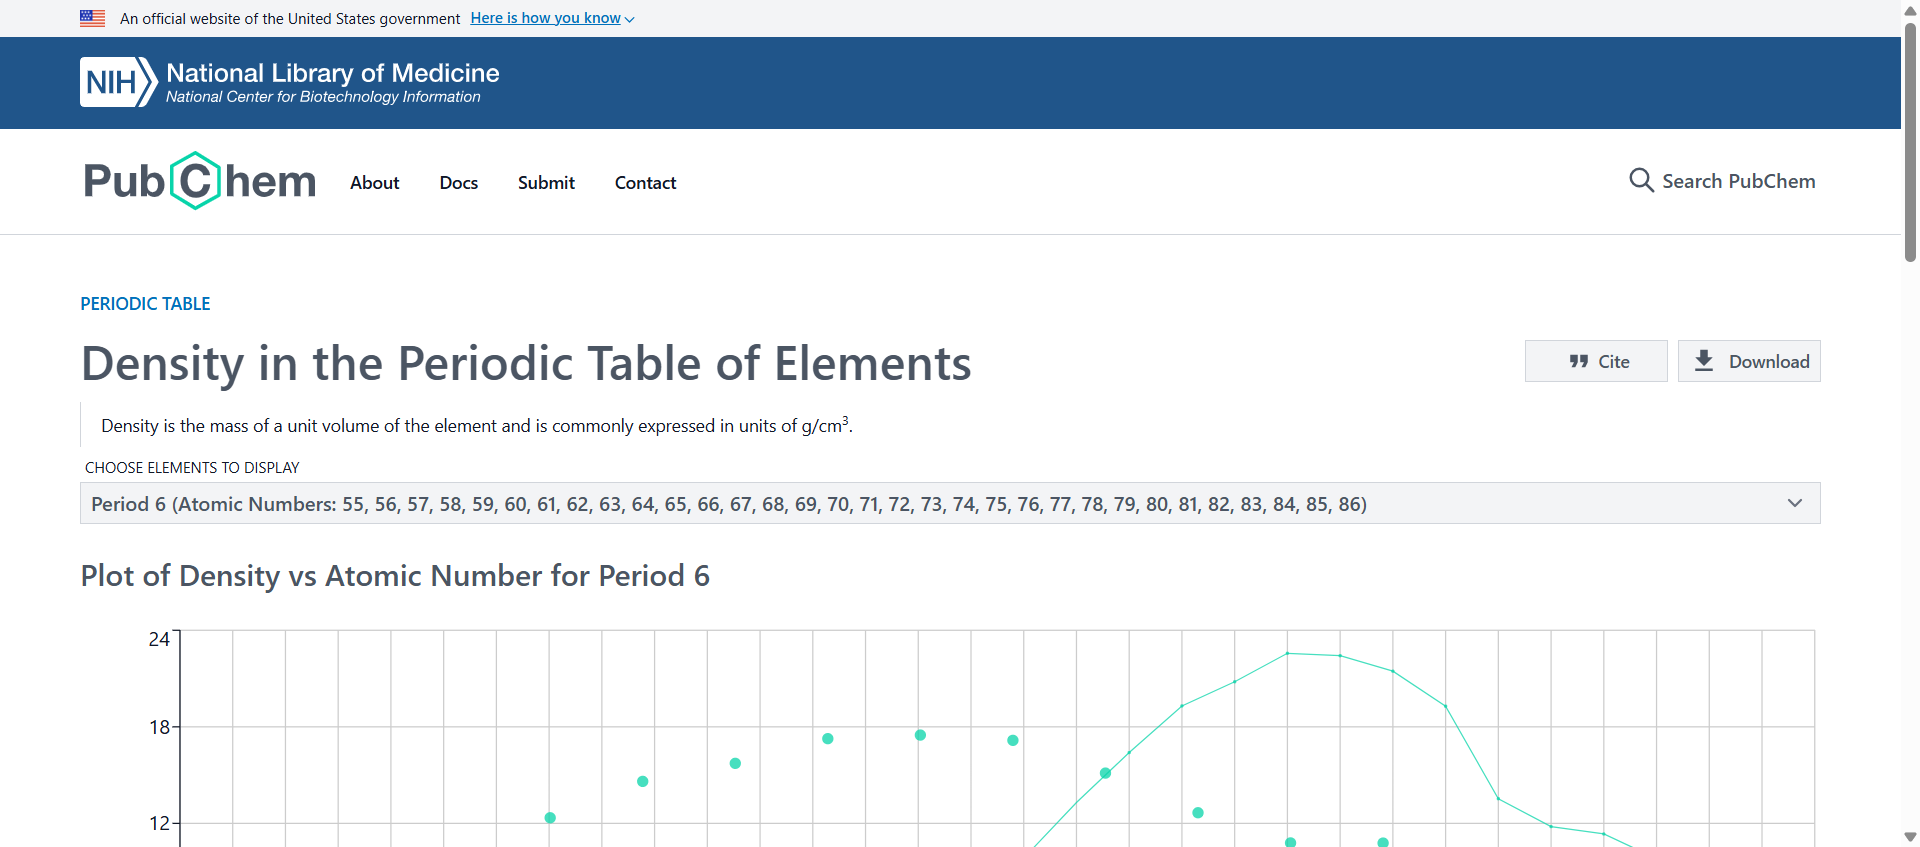 An official website of the United States government Here is how you know
NIH National Library of Medicine
National Center for Biotechnology Information
PubChem About Docs Submit Contact Search PubChem
PERIODIC TABLE
Density in the Periodic Table of Elements
Cite Download
Density is the mass of a unit volume of the element and is commonly expressed in units of g/cm³.
CHOOSE ELEMENTS TO DISPLAY
Period 6 (Atomic Numbers: 55, 56, 57, 58, 59, 60, 61, 62, 63, 64, 65, 66, 67, 68, 69, 70, 71, 72, 73, 74, 75, 76, 77, 78, 79, 80, 81, 82, 83, 84, 85, 86)
Plot of Density vs Atomic Number for Period 6
24
18
12